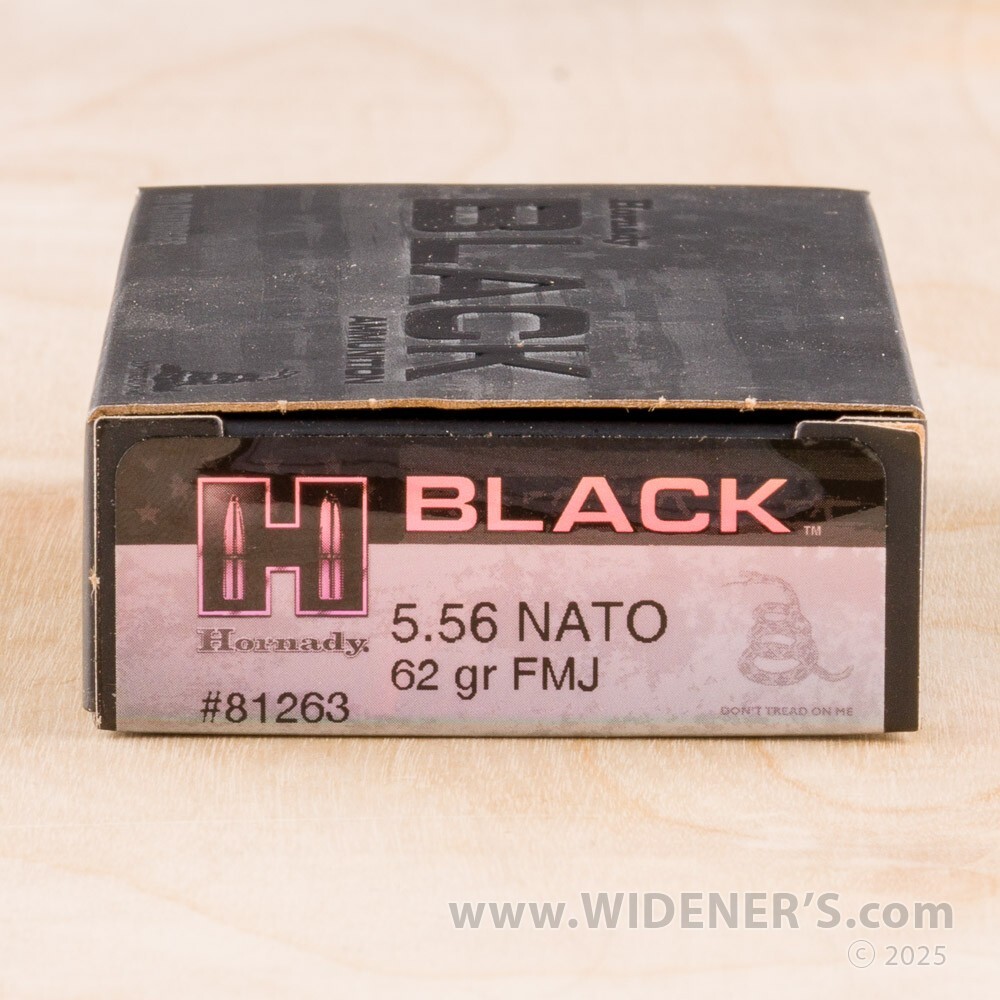 Hornady
BLACK
AMMUNITION
BLACK™
Hornady®
5.56 NATO
62 gr FMJ
#81263
DON'T TREAD ON ME
www.WIDENER'S.com
© 2025